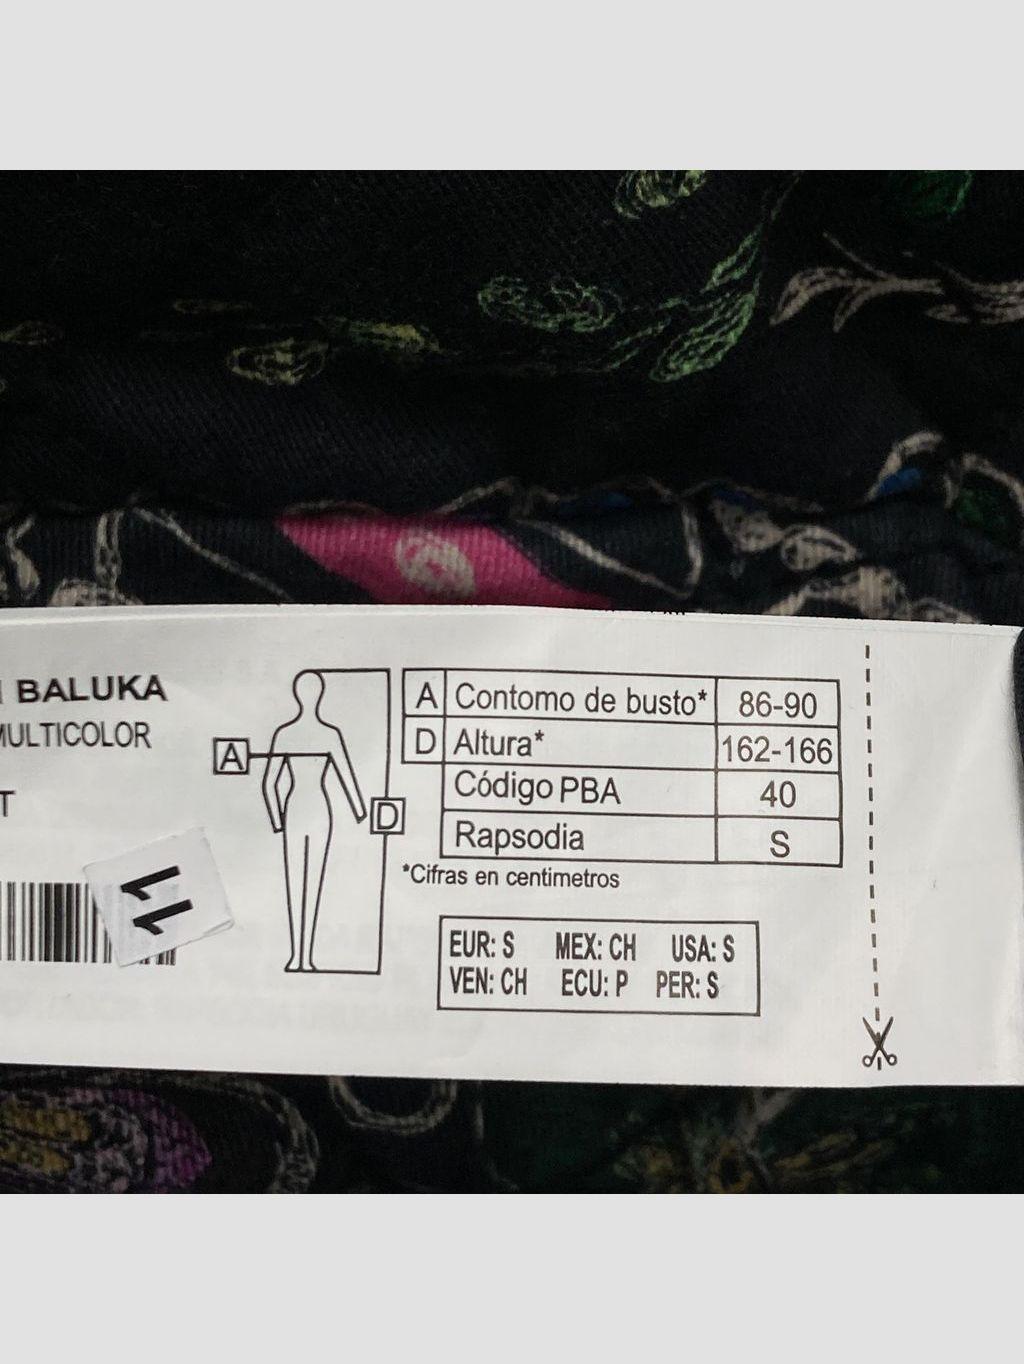 BALUKA
MULTICOLOR
T
11
A
D
A Contorno de busto* 86-90
D Altura* 162-166
Código PBA 40
Rapsodia S
*Cifras en centimetros
EUR: S MEX: CH USA: S
VEN: CH ECU: P PER: S